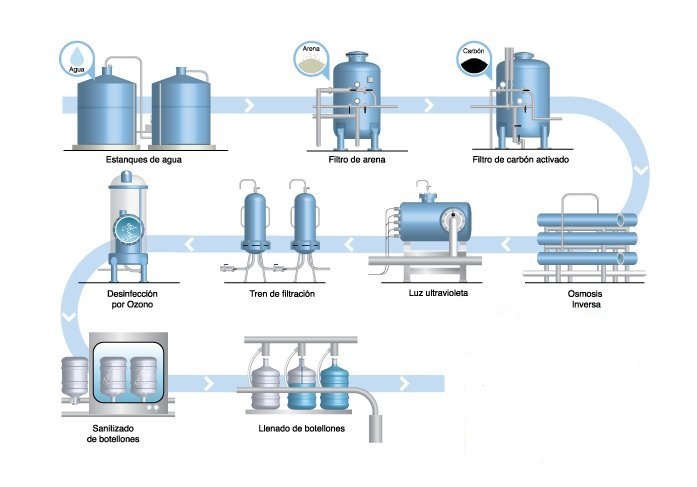 Agua
Arena
Carbón
Estanques de agua
Filtro de arena
Filtro de carbón activado
Desinfección
por Ozono
Tren de filtración
Luz ultravioleta
Osmosis
Inversa
Sanitizado
de botellones
Llenado de botellones